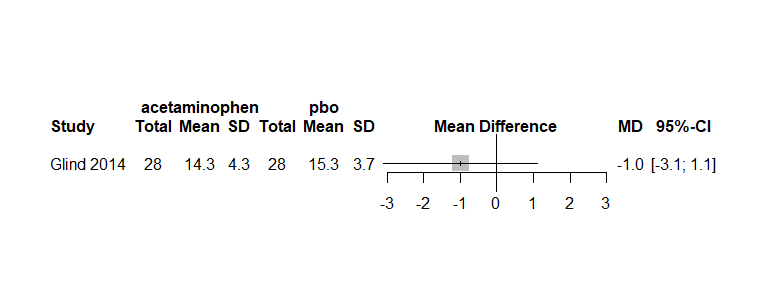 acetaminophen pbo
Study Total Mean SD Total Mean SD Mean Difference MD 95%-CI
Glind 2014 28 14.3 4.3 28 15.3 3.7 -1.0 [-3.1; 1.1]
-3 -2 -1 0 1 2 3